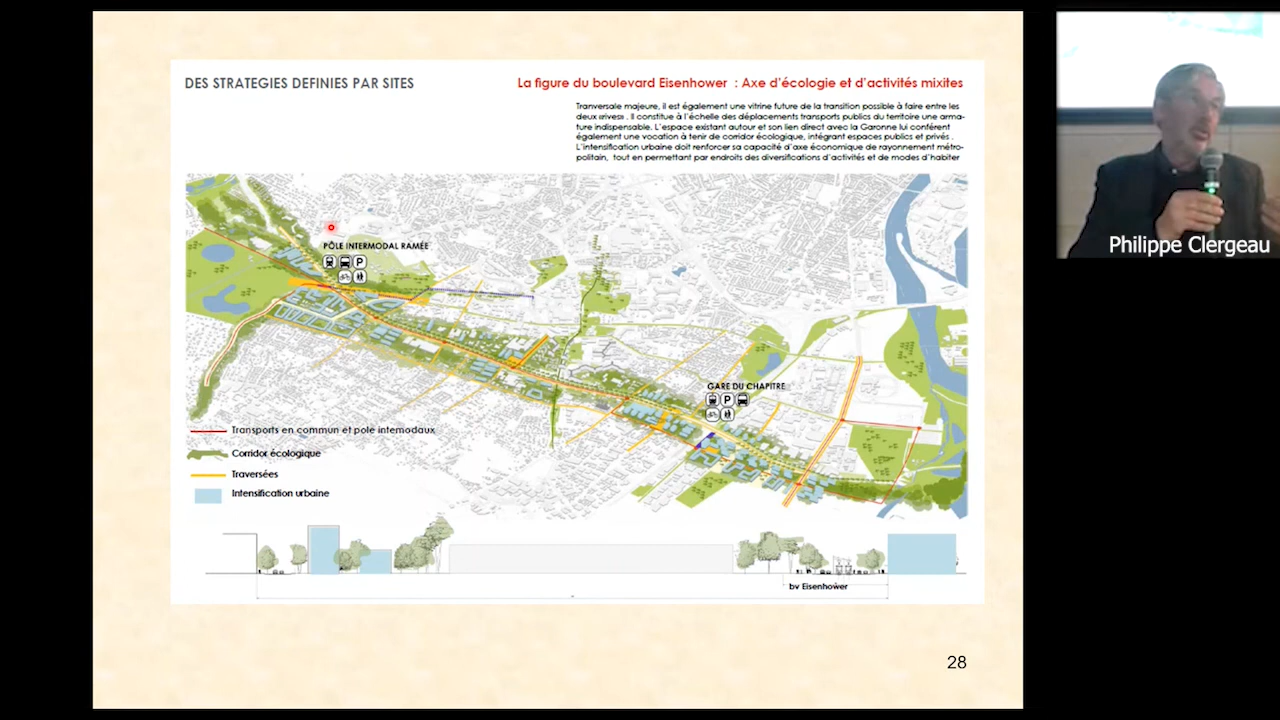 DES STRATEGIES DEFINIES PAR SITES
La figure du boulevard Eisenhower : Axe d'écologie et d'activités mixites
Tranversale majeure, il est également une vitrine future de la transition possible à faire entre les
deux «rives» . Il constitue à l'échelle des déplacements transports publics du territoire une arma-
ture indispensable. L'espace existant autour et son lien direct avec la Garonne lui conférent
également une vocation à tenir de corridor écologique, intégrant espaces publics et privés .
L'intensification urbaine doit renforcer sa capacité d'axe économique de rayonnement métro-
politain, tout en permettant par endroits des diversifications d'activités et de modes d'habiter
PÔLE INTERMODAL RAMÉE
P
GARE DU CHAPITRE
P
Transports en commun et pole intemodaux
Corridor écologique
Traversées
Intensification urbaine
bv Eisenhower
28
Philippe Clergeau